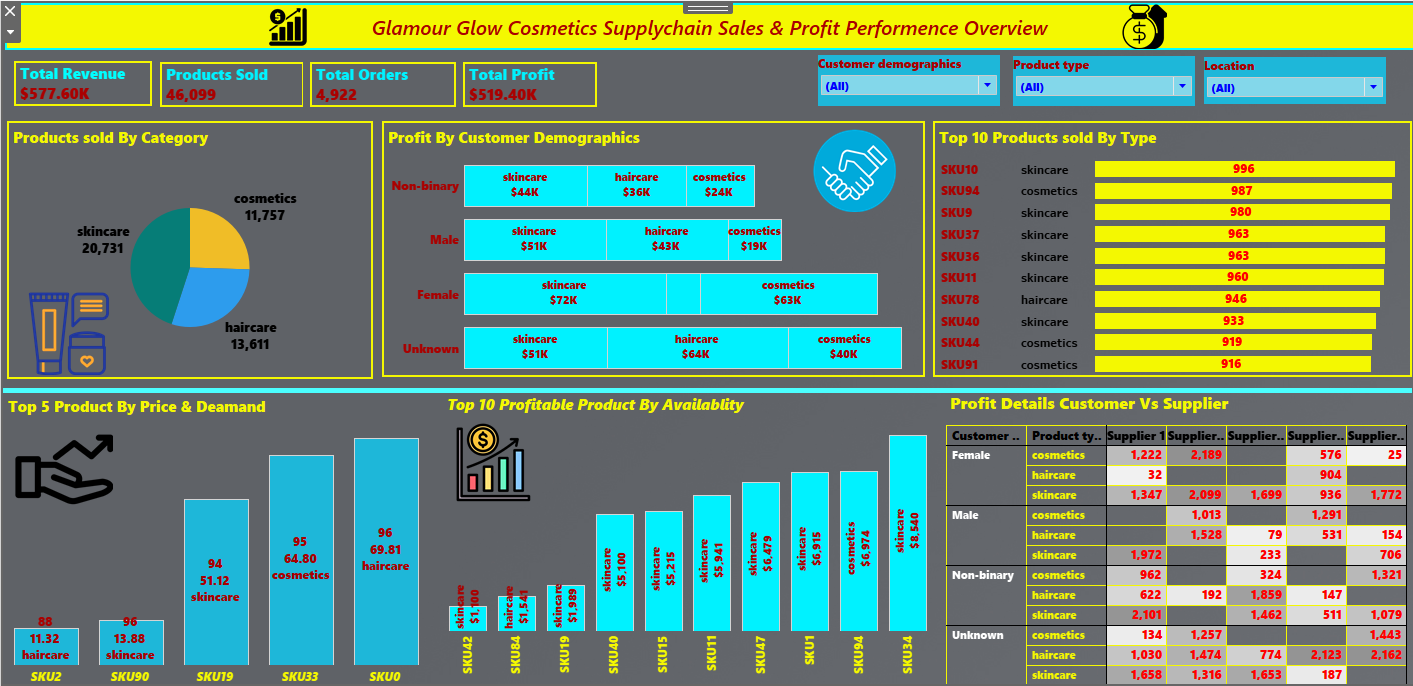 Glamour Glow Cosmetics Supplychain Sales & Profit Performence Overview
Total Revenue
$577.60K
Products Sold
46,099
Total Orders
4,922
Total Profit
$519.40K
Customer demographics
(All)
Product type
(All)
Location
(All)
Products sold By Category
cosmetics
11,757
skincare
20,731
haircare
13,611
Profit By Customer Demographics
Non-binary
skincare
$44K
haircare
$36K
cosmetics
$24K
Male
skincare
$51K
haircare
$43K
cosmetics
$19K
Female
skincare
$72K
cosmetics
$63K
Unknown
skincare
$51K
haircare
$64K
cosmetics
$40K
Top 10 Products sold By Type
SKU10 skincare 996
SKU94 cosmetics 987
SKU9 skincare 980
SKU37 skincare 963
SKU36 skincare 963
SKU11 skincare 960
SKU78 haircare 946
SKU40 skincare 933
SKU44 cosmetics 919
SKU91 cosmetics 916
Top 5 Product By Price & Deamand
88
11.32
haircare
SKU2
96
13.88
skincare
SKU90
94
51.12
skincare
SKU19
95
64.80
cosmetics
SKU33
96
69.81
haircare
SKU0
Top 10 Profitable Product By Availablity
skincare
$1,100
SKU42
haircare
$1,541
SKU84
skincare
$1,989
SKU19
skincare
$5,100
SKU40
skincare
$5,215
SKU15
skincare
$5,941
SKU11
skincare
$6,479
SKU47
skincare
$6,915
SKU1
cosmetics
$6,974
SKU94
skincare
$8,540
SKU34
Profit Details Customer Vs Supplier
Customer .. Product ty.. Supplier 1 Supplier.. Supplier.. Supplier.. Supplier..
Female cosmetics 1,222 2,189 576 25
haircare 32 904
skincare 1,347 2,099 1,699 936 1,772
Male cosmetics 1,013 1,291
haircare 1,528 79 531 154
skincare 1,972 233 706
Non-binary cosmetics 962 324 1,321
haircare 622 192 1,859 147
skincare 2,101 1,462 511 1,079
Unknown cosmetics 134 1,257 1,443
haircare 1,030 1,474 774 2,123 2,162
skincare 1,658 1,316 1,653 187